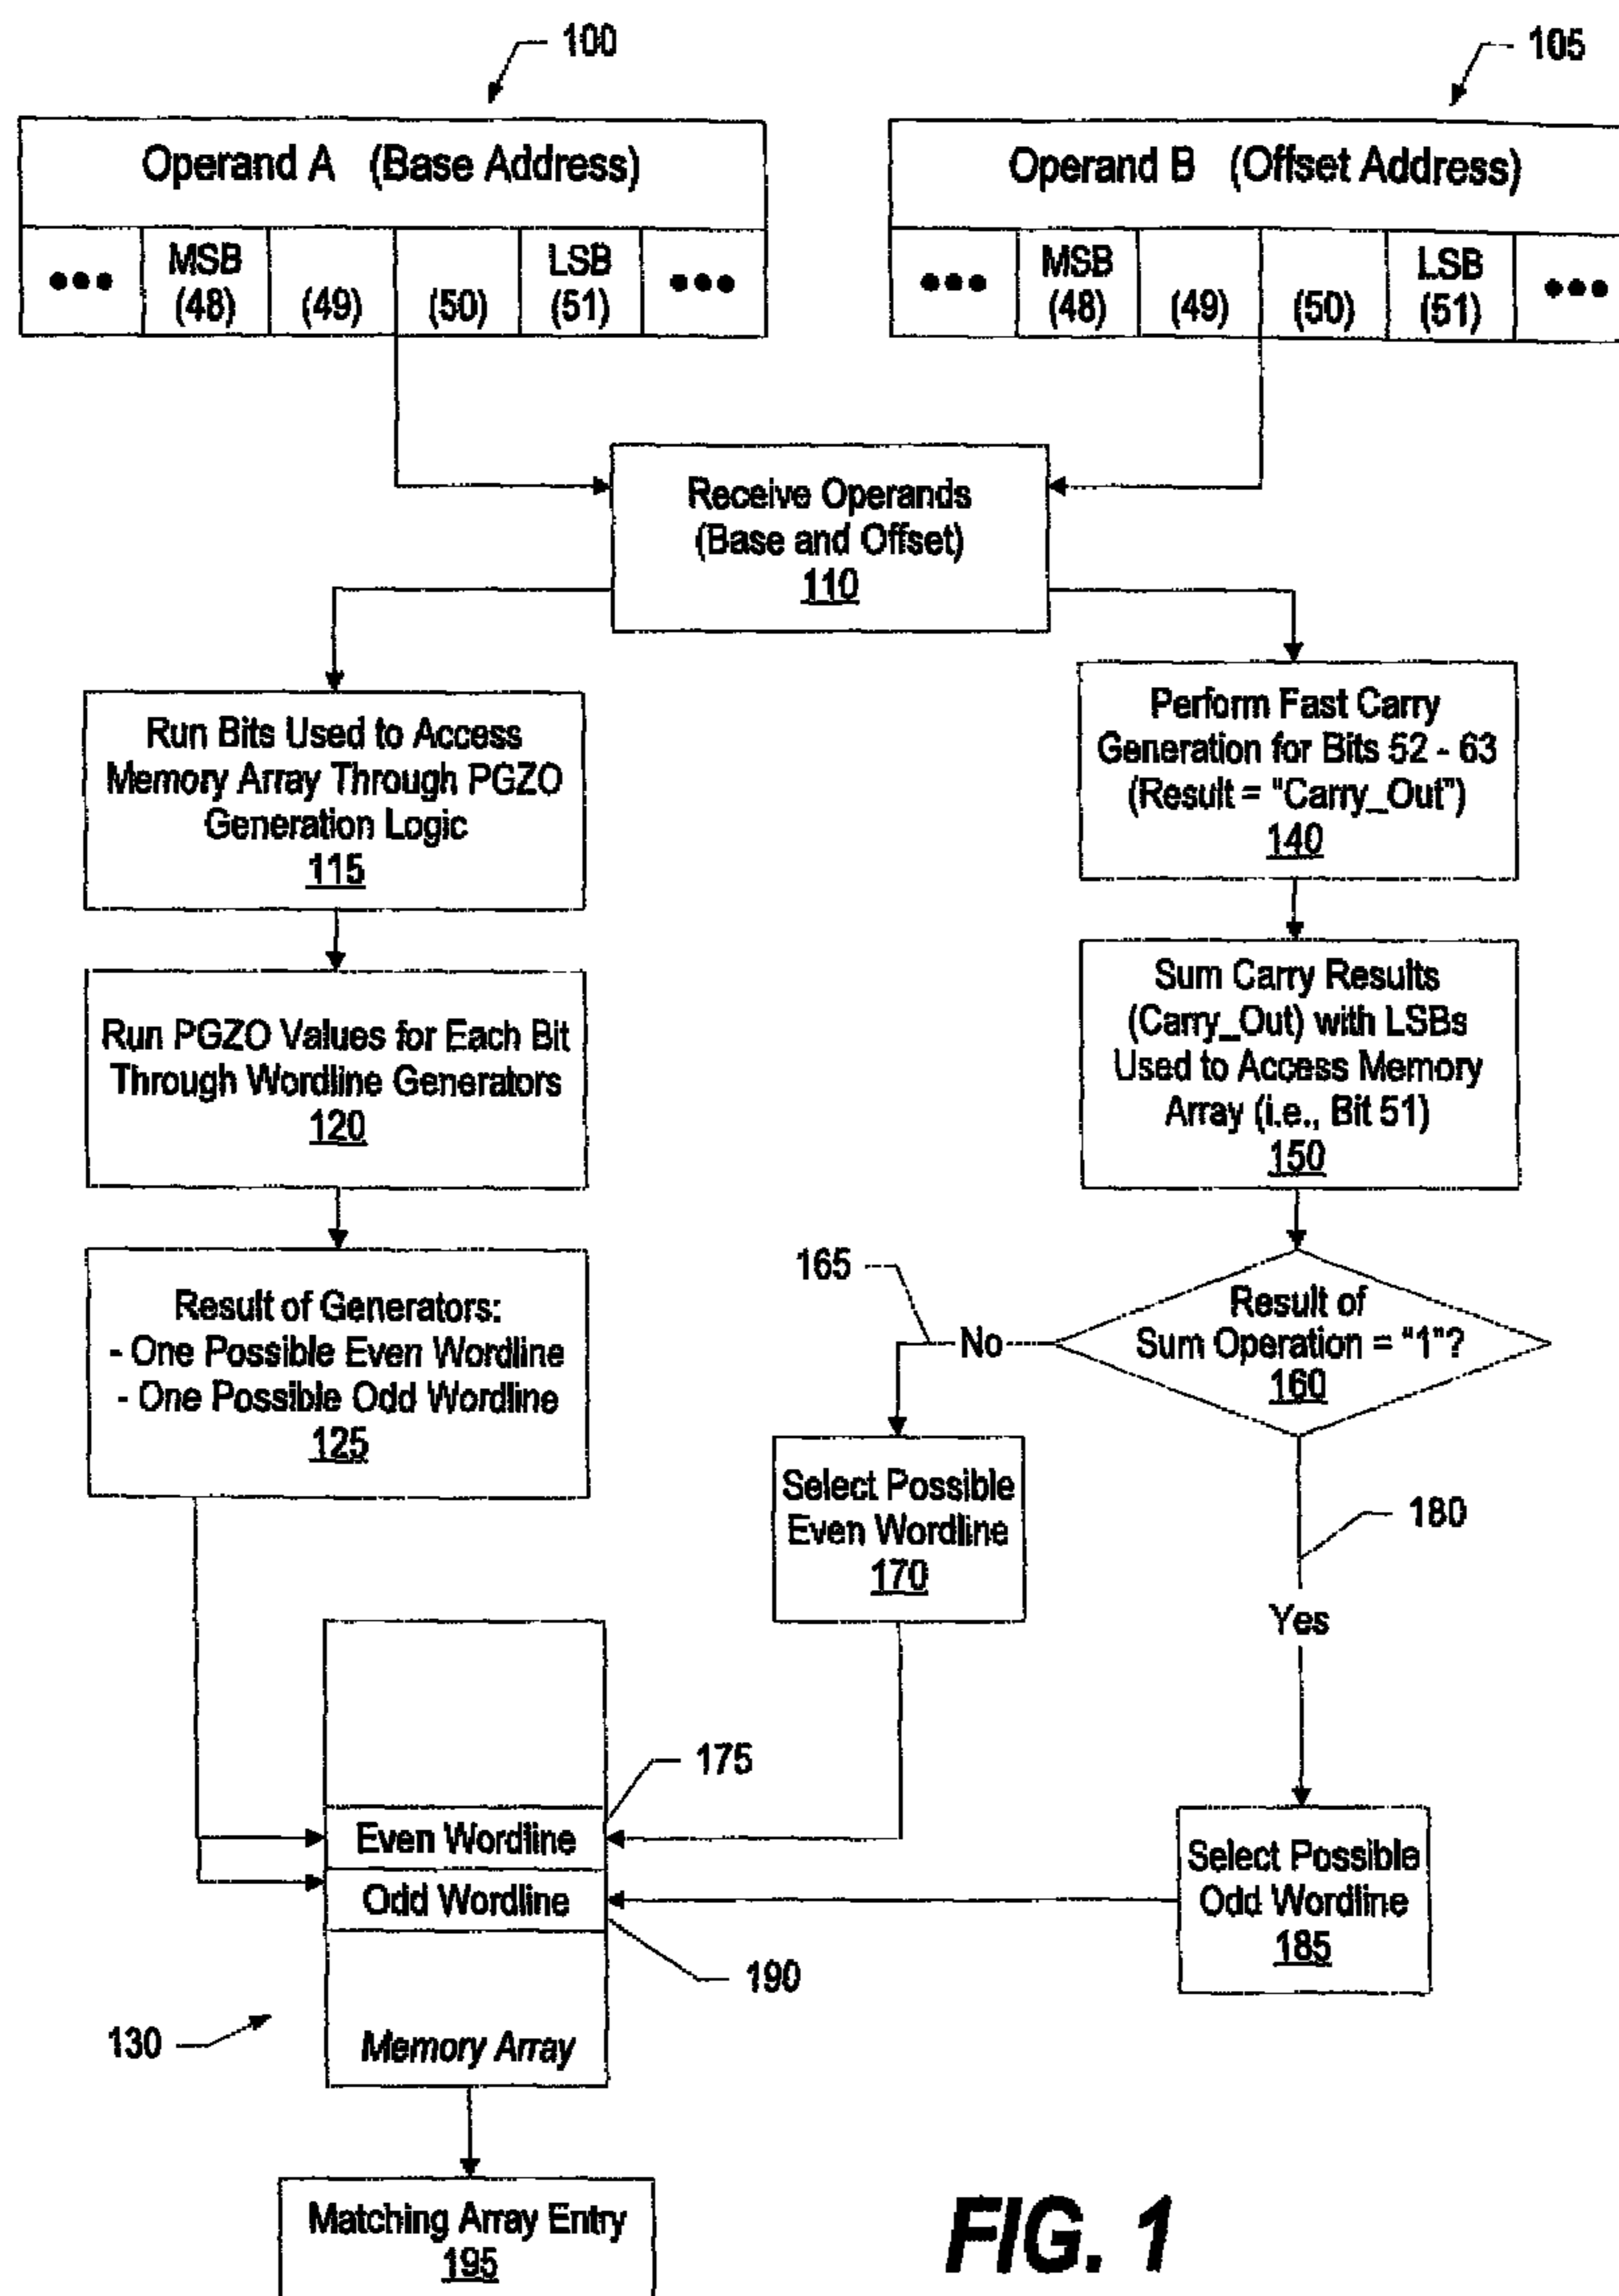 100
105
Operand A (Base Address)
••• MSB (48) (49) (50) LSB (51) •••
Operand B (Offset Address)
••• MSB (48) (49) (50) LSB (51) •••
Receive Operands
(Base and Offset)
110
Run Bits Used to Access
Memory Array Through PGZO
Generation Logic
115
Perform Fast Carry
Generation for Bits 52 - 63
(Result = "Carry_Out")
140
Run PGZO Values for Each Bit
Through Wordline Generators
120
Sum Carry Results
(Carry_Out) with LSBs
Used to Access Memory
Array (i.e., Bit 51)
150
Result of Generators:
- One Possible Even Wordline
- One Possible Odd Wordline
125
165
No
Result of
Sum Operation = "1"?
160
Select Possible
Even Wordline
170
180
Yes
175
Even Wordline
Odd Wordline
190
Select Possible
Odd Wordline
185
130
Memory Array
Matching Array Entry
195
FIG. 1